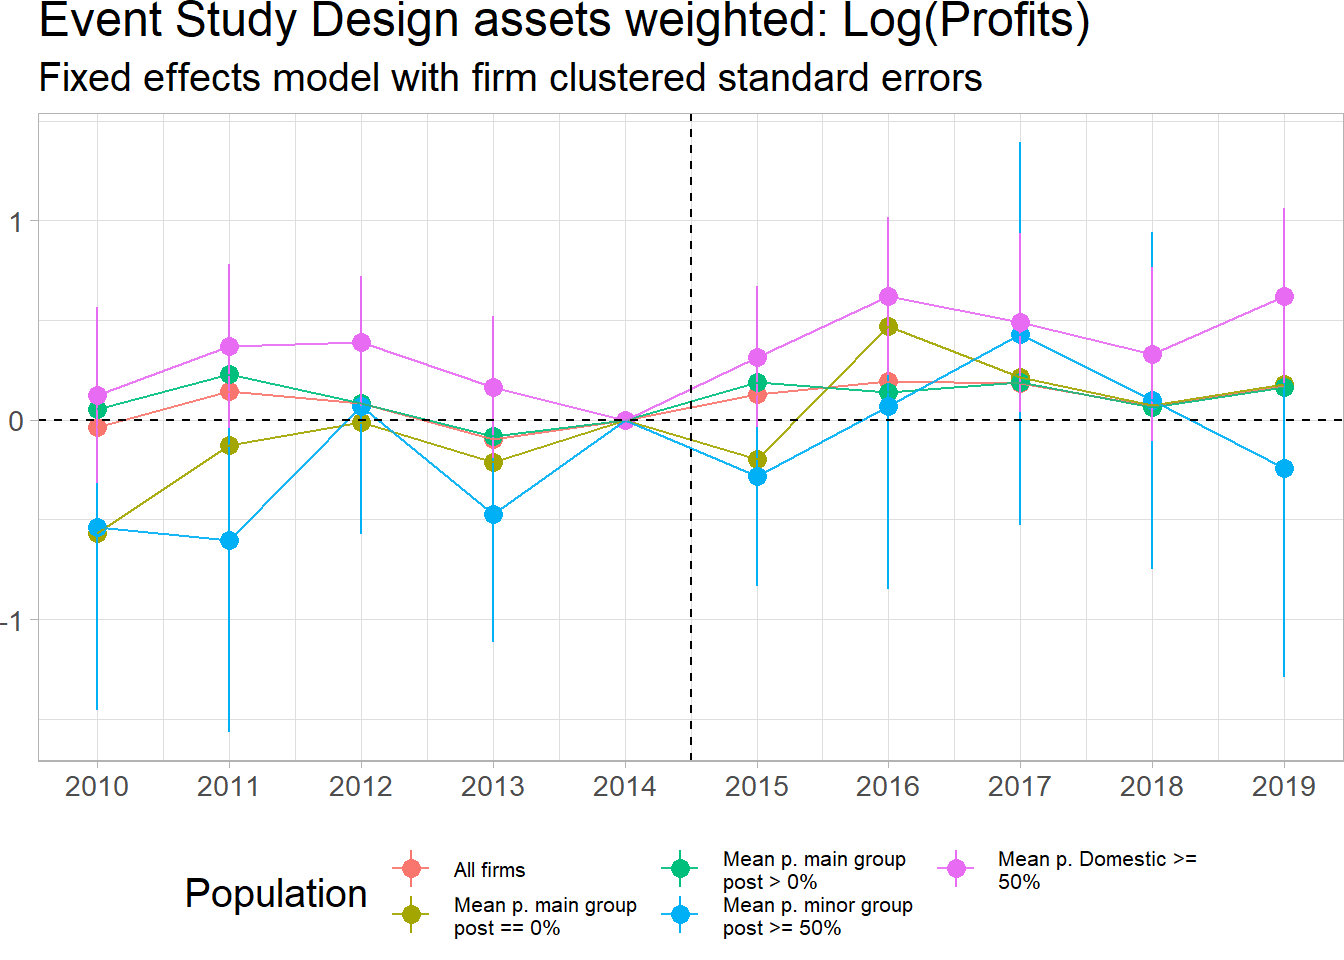 Event Study Design assets weighted: Log(Profits)
Fixed effects model with firm clustered standard errors
1
0
-1
2010 2011 2012 2013 2014 2015 2016 2017 2018 2019
Population
All firms
Mean p. main group
post == 0%
Mean p. main group
post > 0%
Mean p. minor group
post >= 50%
Mean p. Domestic >=
50%